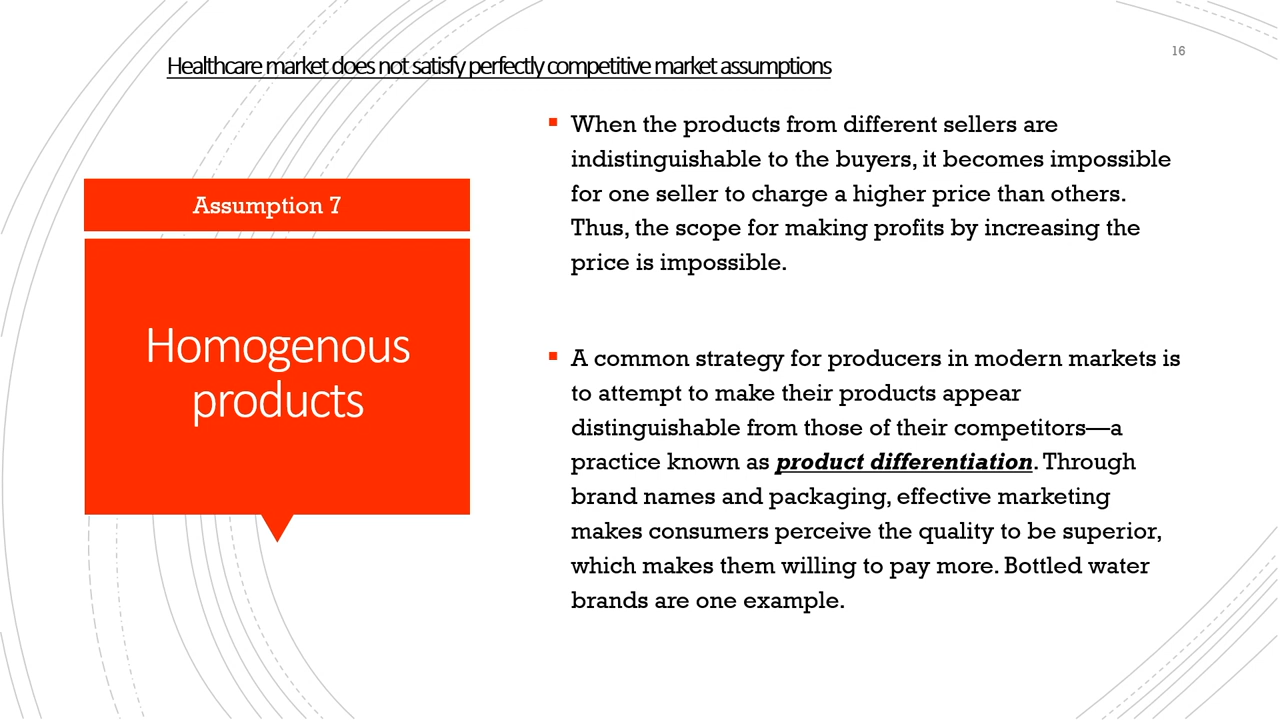 16
Healthcare market does not satisfy perfectly competitive market assumptions
Assumption 7
Homogenous
products
▪ When the products from different sellers are
indistinguishable to the buyers, it becomes impossible
for one seller to charge a higher price than others.
Thus, the scope for making profits by increasing the
price is impossible.
▪ A common strategy for producers in modern markets is
to attempt to make their products appear
distinguishable from those of their competitors—a
practice known as product differentiation. Through
brand names and packaging, effective marketing
makes consumers perceive the quality to be superior,
which makes them willing to pay more. Bottled water
brands are one example.